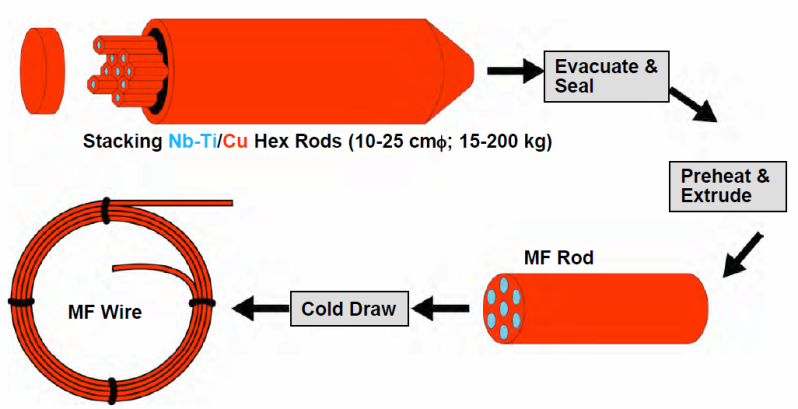 Evacuate &
Seal
Stacking Nb-Ti/Cu Hex Rods (10-25 cmϕ; 15-200 kg)
Preheat &
Extrude
MF Rod
Cold Draw
MF Wire